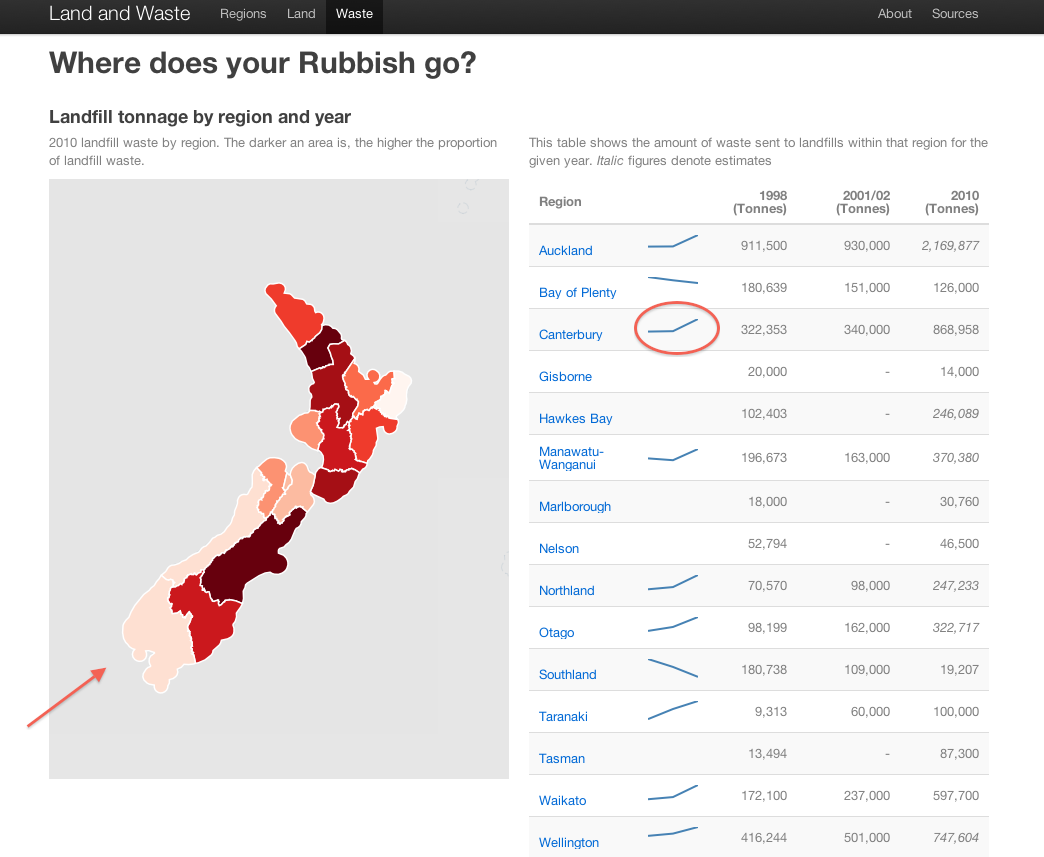 Land and Waste Regions Land Waste About Sources
Where does your Rubbish go?
Landfill tonnage by region and year
2010 landfill waste by region. The darker an area is, the higher the proportion
of landfill waste.
This table shows the amount of waste sent to landfills within that region for the
given year. Italic figures denote estimates
Region 1998 (Tonnes) 2001/02 (Tonnes) 2010 (Tonnes)
Auckland 911,500 930,000 2,169,877
Bay of Plenty 180,639 151,000 126,000
Canterbury 322,353 340,000 868,958
Gisborne 20,000 - 14,000
Hawkes Bay 102,403 - 246,089
Manawatu-
Wanganui 196,673 163,000 370,380
Marlborough 18,000 - 30,760
Nelson 52,794 - 46,500
Northland 70,570 98,000 247,233
Otago 98,199 162,000 322,717
Southland 180,738 109,000 19,207
Taranaki 9,313 60,000 100,000
Tasman 13,494 - 87,300
Waikato 172,100 237,000 597,700
Wellington 416,244 501,000 747,604